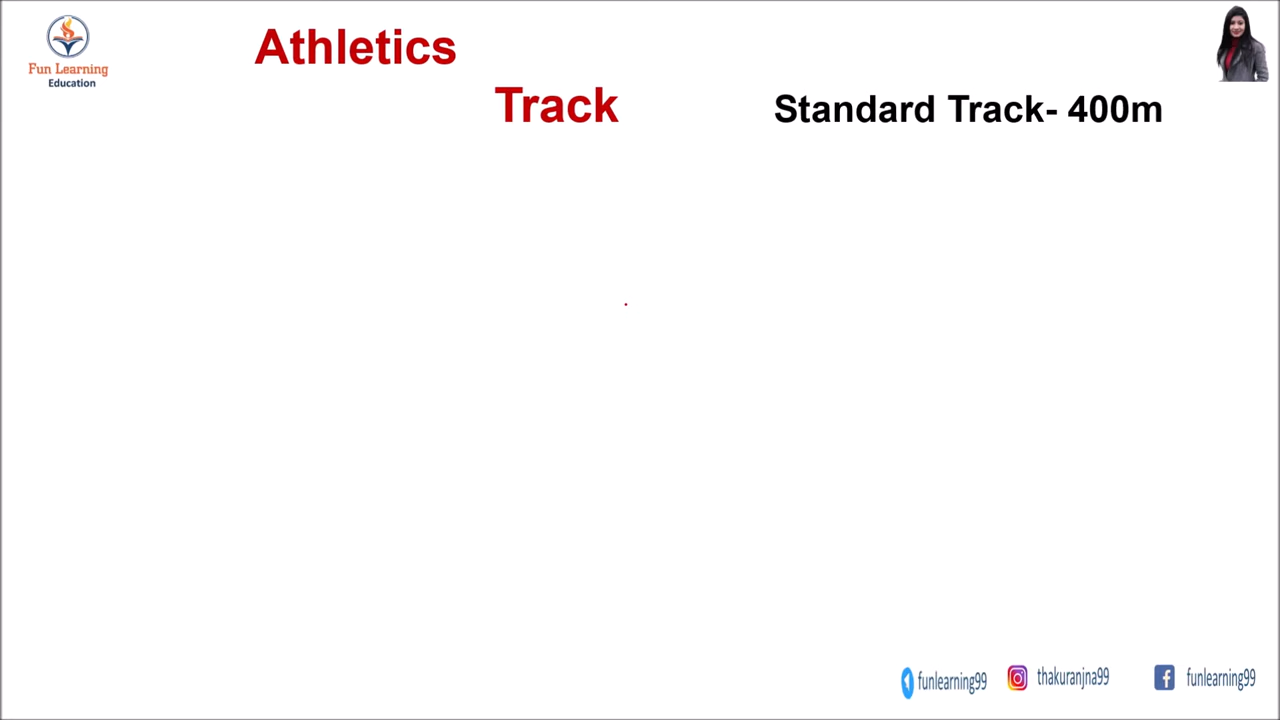 Fun Learning
Education
Athletics
Track
Standard Track- 400m
funlearning99
thakuranjna99
funlearning99